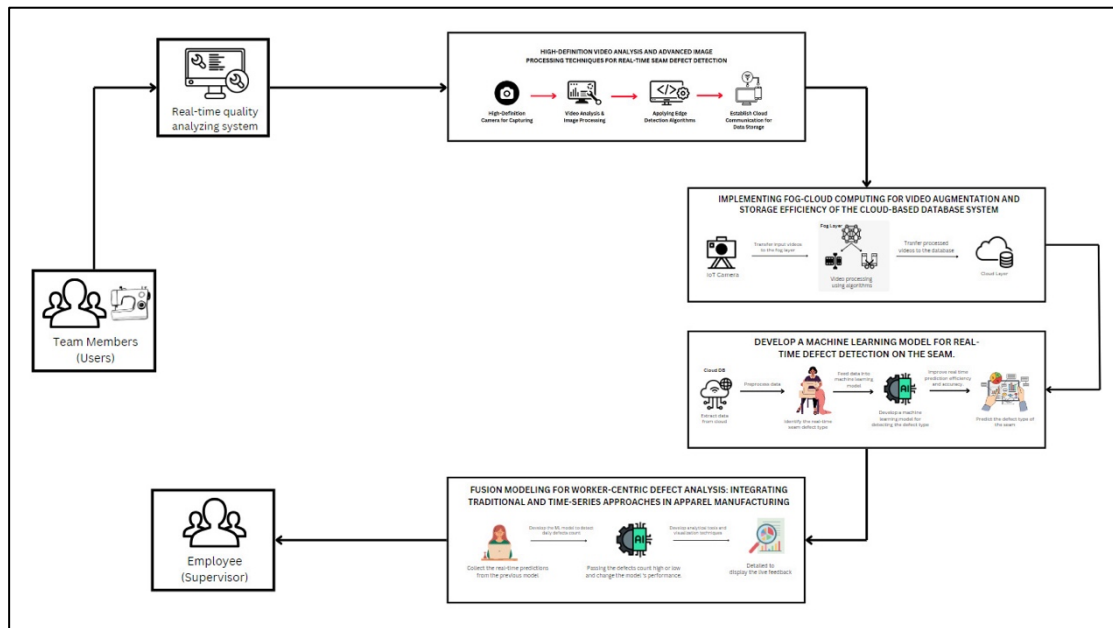 Real-time quality
analyzing system
HIGH-DEFINITION VIDEO ANALYSIS AND ADVANCED IMAGE
PROCESSING TECHNIQUES FOR REAL-TIME SEAM DEFECT DETECTION
High-Definition
Camera for Capturing
Video Analysis &
Image Processing
</>
Applying Edge
Detection Algorithms
Establish Cloud
Communication for
Data Storage
IMPLEMENTING FOG-CLOUD COMPUTING FOR VIDEO AUGMENTATION AND
STORAGE EFFICIENCY OF THE CLOUD-BASED DATABASE SYSTEM
IoT Camera
Transfer input videos
to the fog layer
Fog Layer
Video processing
using algorithms
Tranfer processed
videos to the database
Cloud Layer
Team Members
(Users)
DEVELOP A MACHINE LEARNING MODEL FOR REAL-
TIME DEFECT DETECTION ON THE SEAM.
Cloud DB
Extract data
from cloud
Preprocess data
Identify the real-time
seam defect type
Feed data into
machine learning
model
AI
Develop a machine
learning model for
detecting the defect type
Improve real-time
prediction efficiency
and accuracy.
Predict the defect type of
the seam
FUSION MODELING FOR WORKER-CENTRIC DEFECT ANALYSIS: INTEGRATING
TRADITIONAL AND TIME-SERIES APPROACHES IN APPAREL MANUFACTURING
Collect the real-time predictions
from the previous model.
Develop the ML model to detect
daily defects count
AI
Passing the defects count high or low
and change the model 's performance.
Develop analytical tools and
visualization techniques
Detailed to
display the live feedback
Employee
(Supervisor)